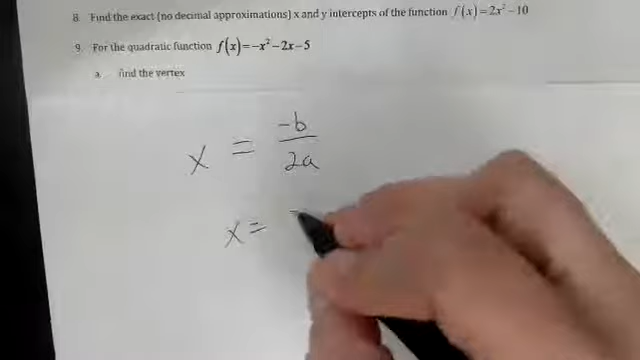 8. Find the exact (no decimal approximations) x and y intercepts of the function f(x)=2x²-10
9. For the quadratic function f(x)=-x²-2x-5
a. find the vertex
x = -b/2a
x = -